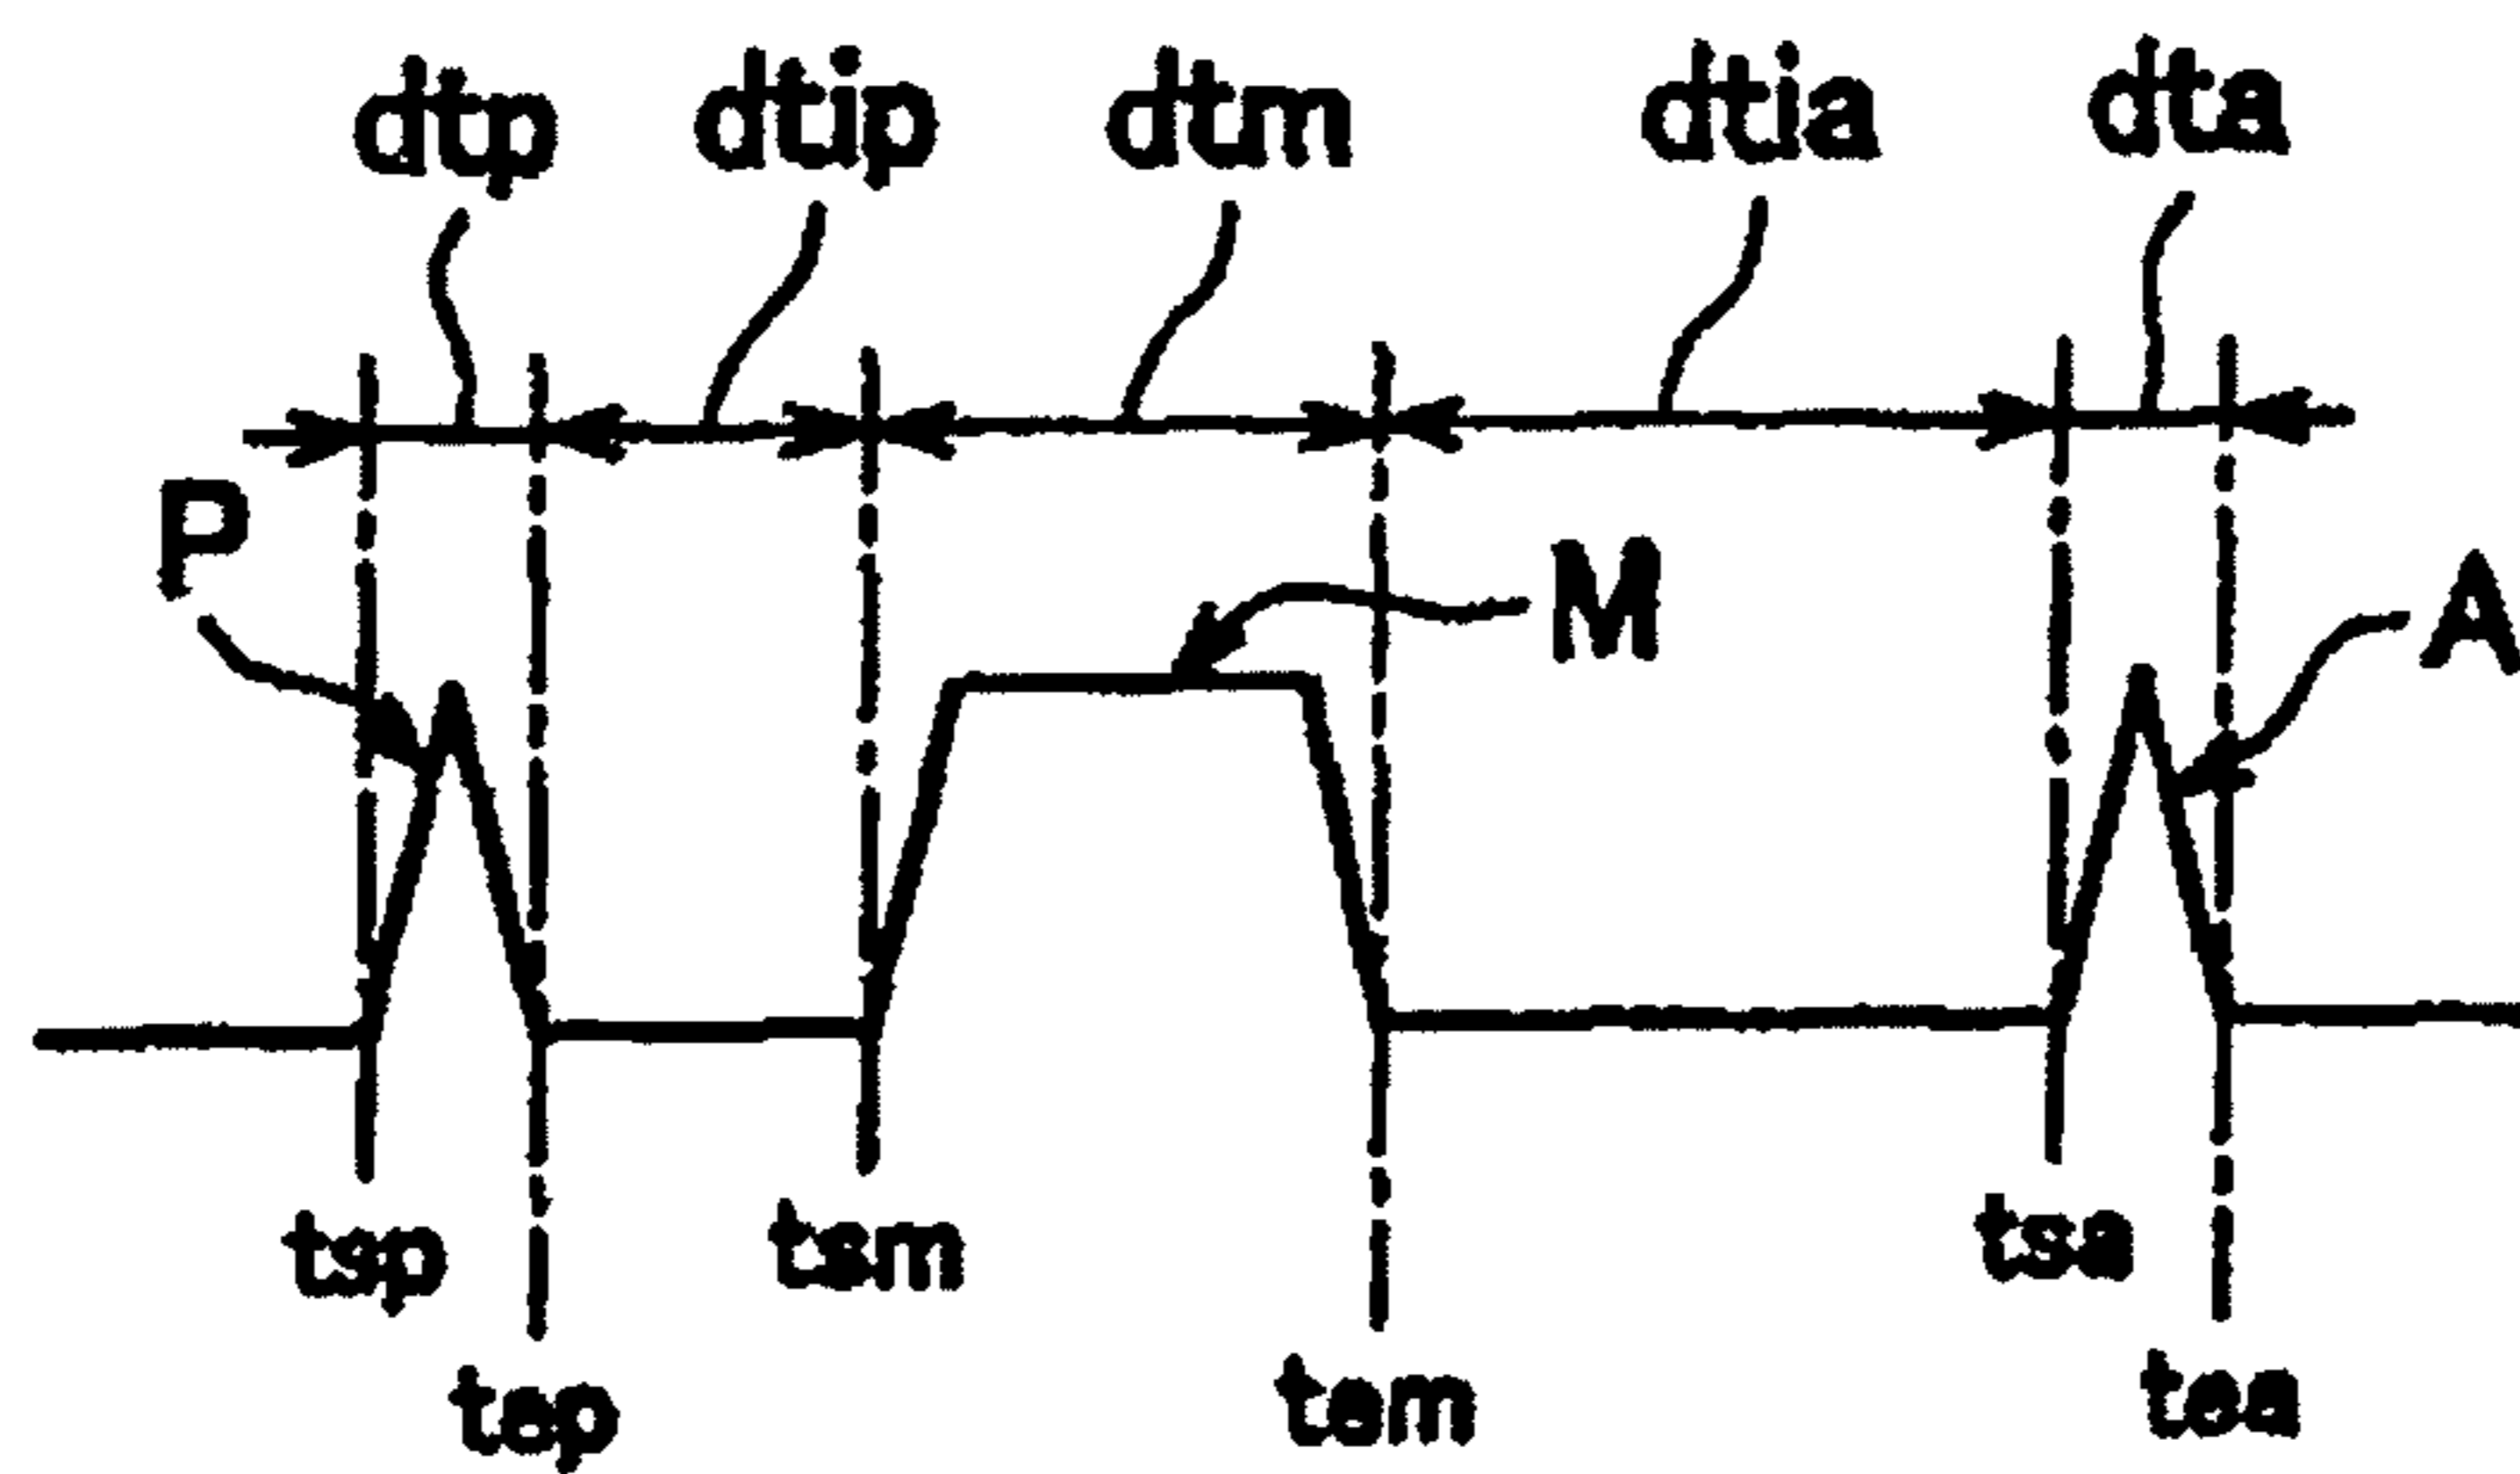 dtp dtip dtm dtia dta
P
M
A
tsp tsm tsa
tep tem tea